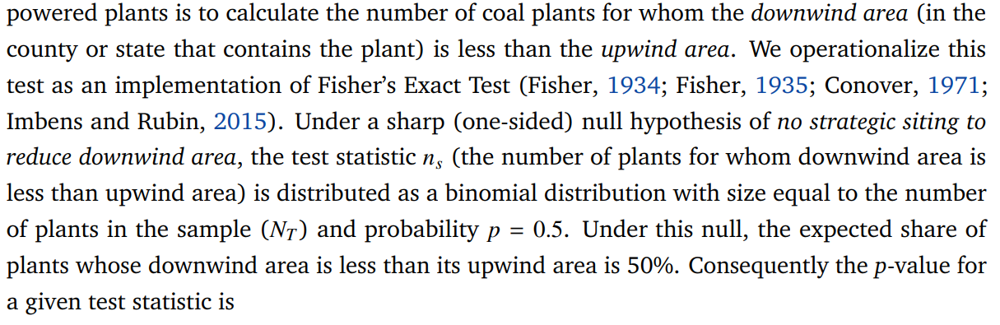 powered plants is to calculate the number of coal plants for whom the downwind area (in the
county or state that contains the plant) is less than the upwind area. We operationalize this
test as an implementation of Fisher’s Exact Test (Fisher, 1934; Fisher, 1935; Conover, 1971;
Imbens and Rubin, 2015). Under a sharp (one-sided) null hypothesis of no strategic siting to
reduce downwind area, the test statistic nₛ (the number of plants for whom downwind area is
less than upwind area) is distributed as a binomial distribution with size equal to the number
of plants in the sample (N_T) and probability p = 0.5. Under this null, the expected share of
plants whose downwind area is less than its upwind area is 50%. Consequently the p-value for
a given test statistic is